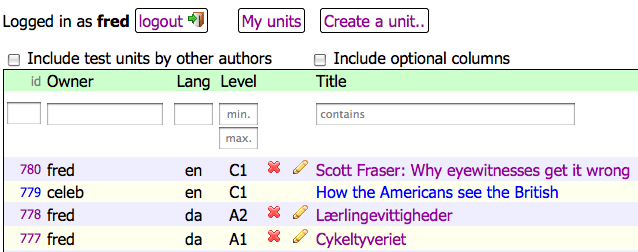 Logged in as fred logout My units Create a unit..
Include test units by other authors Include optional columns
id Owner Lang Level Title
min. contains
max.
780 fred en C1 Scott Fraser: Why eyewitnesses get it wrong
779 celeb en C1 How the Americans see the British
778 fred da A2 Lærlingevittigheder
777 fred da A1 Cykeltyveriet